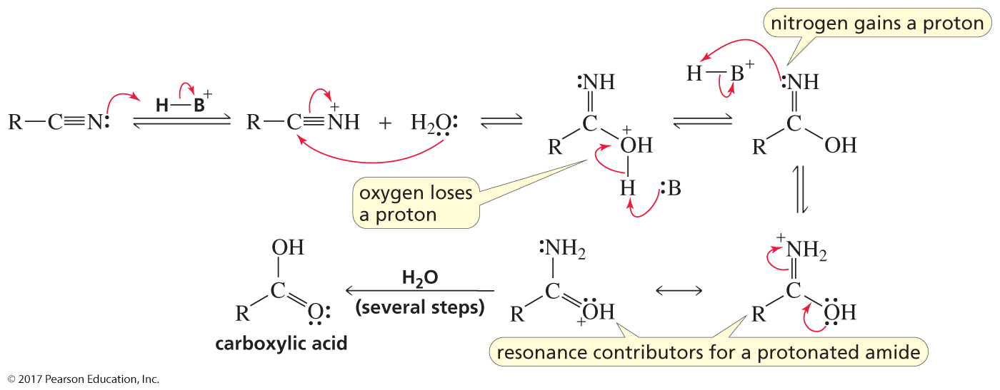 nitrogen gains a proton
H—B⁺
:NH
:NH
R—C≡N:
H—B⁺
R—C≡N⁺H + H₂O:
C
R
⁺OH
H
:B
C
R
OH
oxygen loses
a proton
OH
C
R
O:
carboxylic acid
H₂O
(several steps)
:NH₂
C
R
OH
+
⁺NH₂
C
R
OH
resonance contributors for a protonated amide
© 2017 Pearson Education, Inc.